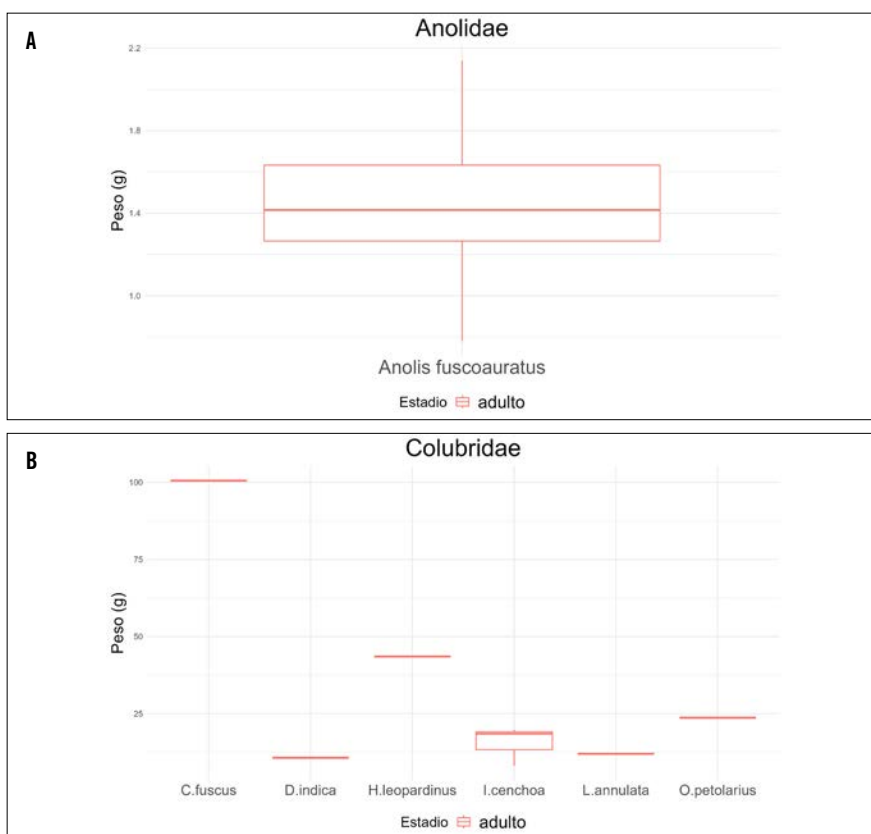 A
Anolidae
2.2
1.8
1.4
1.0
Peso (g)
Anolis fuscoauratus
Estadio adulto
B
Colubridae
100
75
50
25
Peso (g)
C.fuscus D.indica H.leopardinus I.cenchoa L.annulata O.petolarius
Estadio adulto